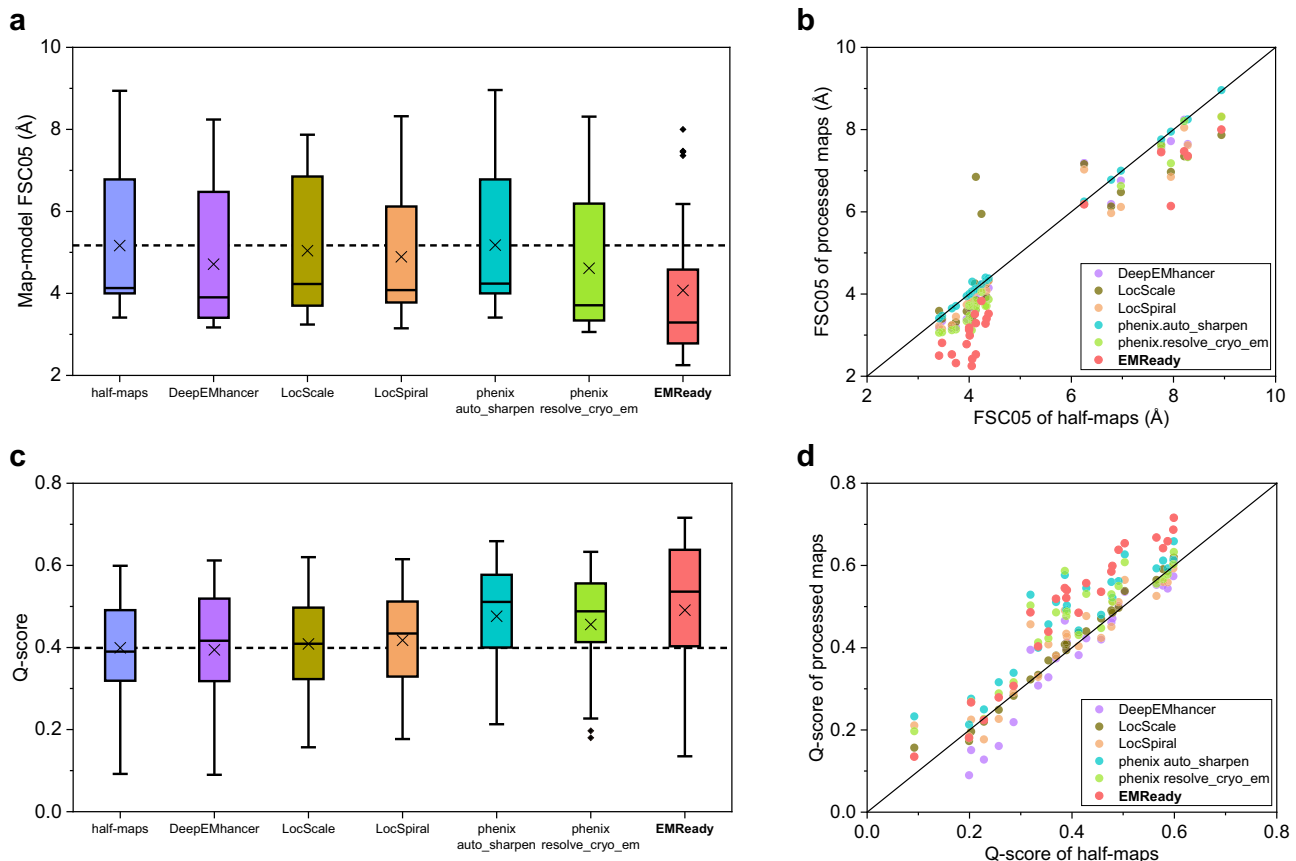 a
10
8
6
4
2
Map-model FSC05 (Å)
half-maps
DeepEMhancer
LocScale
LocSpiral
phenix
auto_sharpen
phenix
resolve_cryo_em
EMReady
b
10
8
6
4
2
FSC05 of processed maps (Å)
DeepEMhancer
LocScale
LocSpiral
phenix.auto_sharpen
phenix.resolve_cryo_em
EMReady
2 4 6 8 10
FSC05 of half-maps (Å)
c
0.8
0.6
0.4
0.2
0.0
Q-score
half-maps
DeepEMhancer
LocScale
LocSpiral
phenix
auto_sharpen
phenix
resolve_cryo_em
EMReady
d
0.8
0.6
0.4
0.2
0.0
Q-score of processed maps
DeepEMhancer
LocScale
LocSpiral
phenix auto_sharpen
phenix resolve_cryo_em
EMReady
0.0 0.2 0.4 0.6 0.8
Q-score of half-maps